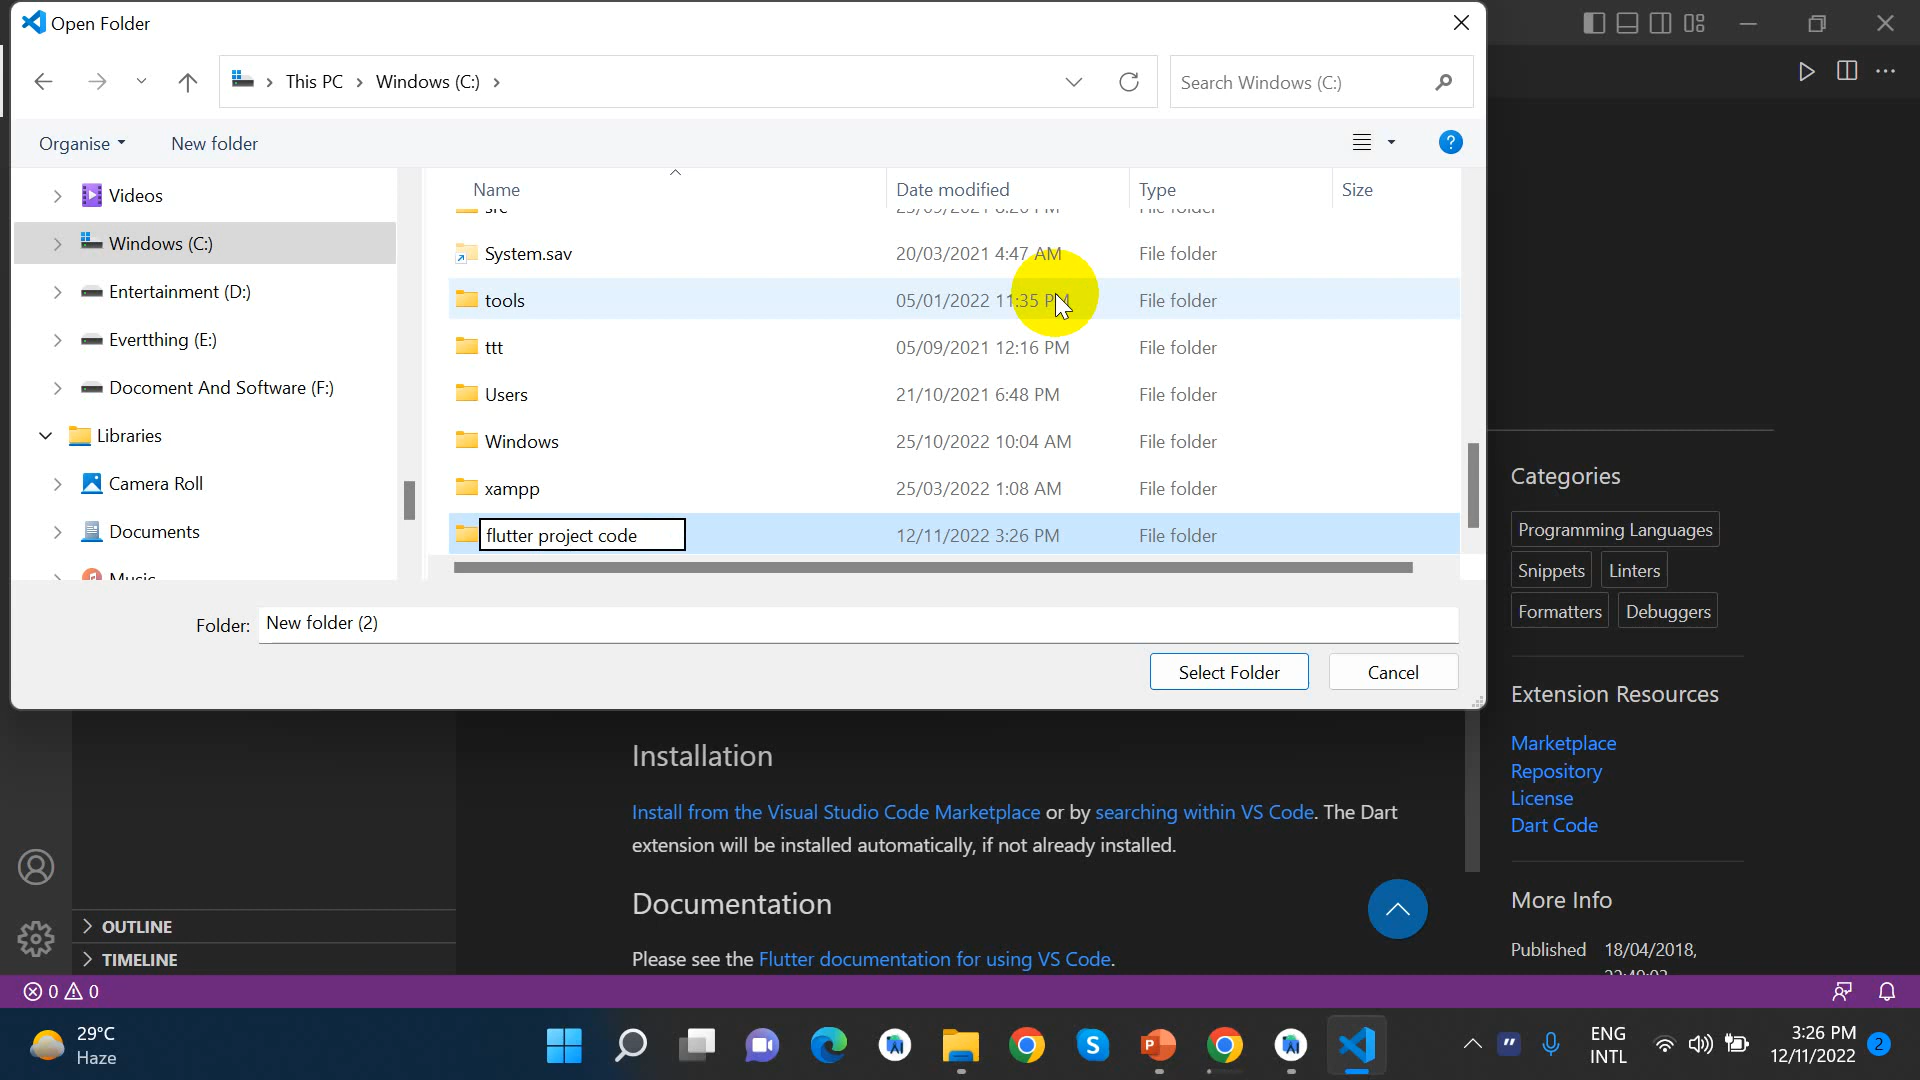 Open Folder
This PC
Windows (C:)
Search Windows (C:)
Organise
New folder
Name
Date modified
Type
Size
Videos
Windows (C:)
Entertainment (D:)
Evertthing (E:)
Docoment And Software (F:)
Libraries
Camera Roll
Documents
Music
System.sav 20/03/2021 4:47 AM File folder
tools 05/01/2022 11:35 PM File folder
ttt 05/09/2021 12:16 PM File folder
Users 21/10/2021 6:48 PM File folder
Windows 25/10/2022 10:04 AM File folder
xampp 25/03/2022 1:08 AM File folder
flutter project code 12/11/2022 3:26 PM File folder
Folder: New folder (2)
Select Folder
Cancel
Categories
Programming Languages
Snippets
Linters
Formatters
Debuggers
Extension Resources
Marketplace
Repository
License
Dart Code
More Info
Published 18/04/2018,
Installation
Install from the Visual Studio Code Marketplace or by searching within VS Code. The Dart
extension will be installed automatically, if not already installed.
Documentation
Please see the Flutter documentation for using VS Code.
OUTLINE
TIMELINE
0
0
29°C
Haze
ENG
INTL
3:26 PM
12/11/2022
2